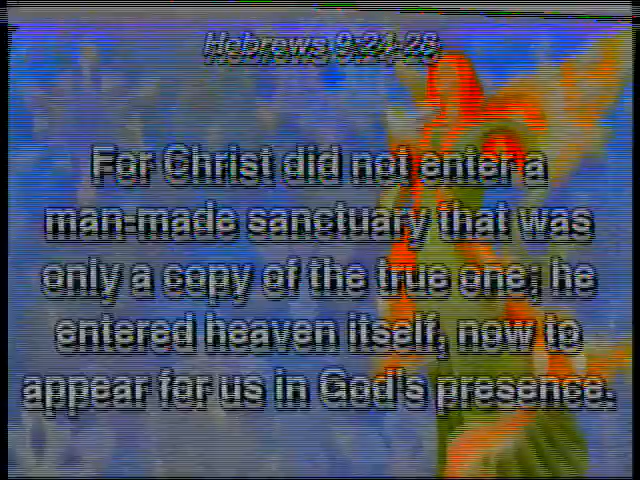 Hebrews 9:24-28
For Christ did not enter a
man-made sanctuary that was
only a copy of the true one; he
entered heaven itself, now to
appear for us in God's presence.